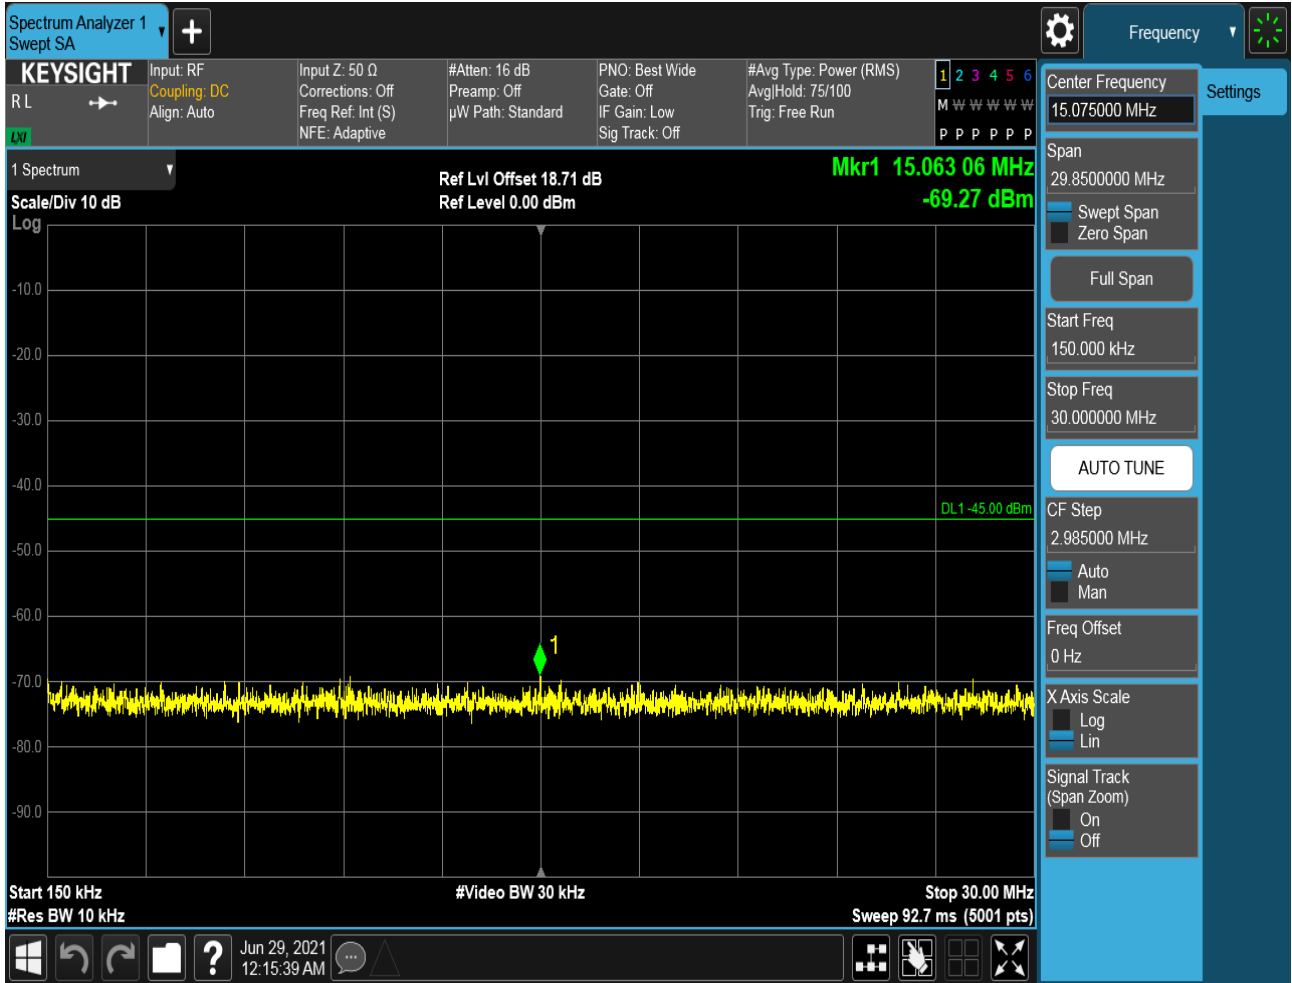 Spectrum Analyzer 1
Swept SA
+
Frequency
KEYSIGHT
R L
LXI
Input: RF
Coupling: DC
Align: Auto
Input Z: 50 Ω
Corrections: Off
Freq Ref: Int (S)
NFE: Adaptive
#Atten: 16 dB
Preamp: Off
µW Path: Standard
PNO: Best Wide
Gate: Off
IF Gain: Low
Sig Track: Off
#Avg Type: Power (RMS)
Avg|Hold: 75/100
Trig: Free Run
1 2 3 4 5 6
M W W W W W
P P P P P P
1 Spectrum
Scale/Div 10 dB
Log
Ref Lvl Offset 18.71 dB
Ref Level 0.00 dBm
Mkr1 15.063 06 MHz
-69.27 dBm
-10.0
-20.0
-30.0
-40.0
DL1 -45.00 dBm
-50.0
-60.0
1
-70.0
-80.0
-90.0
Start 150 kHz
#Video BW 30 kHz
Stop 30.00 MHz
#Res BW 10 kHz
Sweep 92.7 ms (5001 pts)
?
Jun 29, 2021
12:15:39 AM
Center Frequency
15.075000 MHz
Settings
Span
29.8500000 MHz
Swept Span
Zero Span
Full Span
Start Freq
150.000 kHz
Stop Freq
30.000000 MHz
AUTO TUNE
CF Step
2.985000 MHz
Auto
Man
Freq Offset
0 Hz
X Axis Scale
Log
Lin
Signal Track
(Span Zoom)
On
Off